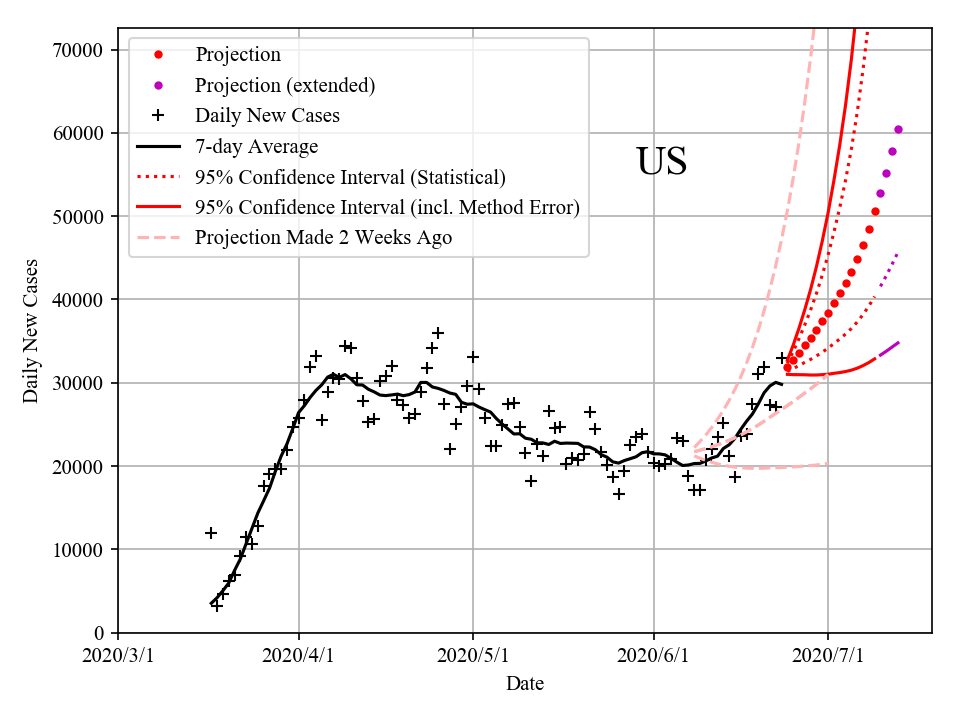 70000
60000
50000
40000
30000
20000
10000
0
Daily New Cases
Projection
Projection (extended)
Daily New Cases
7-day Average
95% Confidence Interval (Statistical)
95% Confidence Interval (incl. Method Error)
Projection Made 2 Weeks Ago
US
2020/3/1 2020/4/1 2020/5/1 2020/6/1 2020/7/1
Date